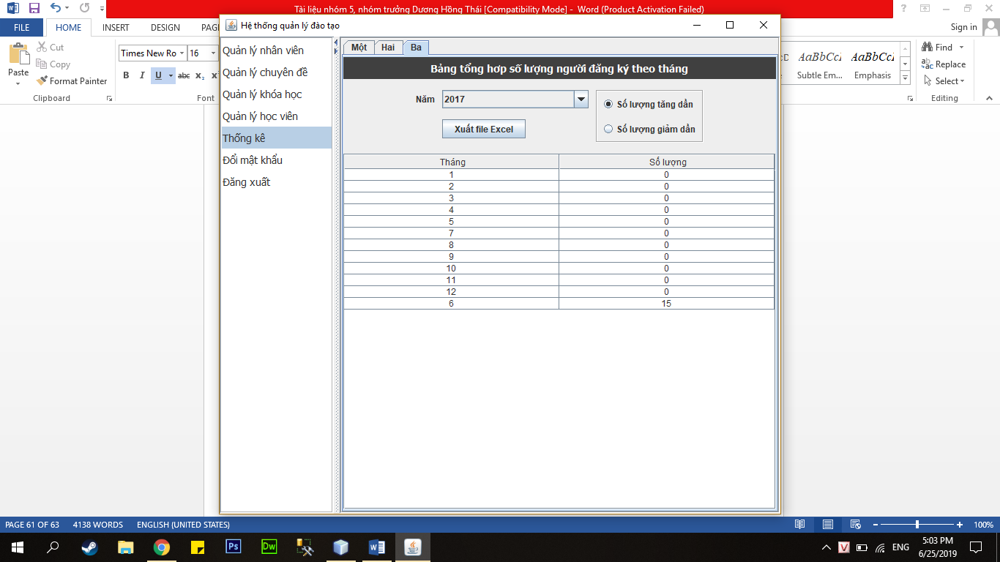 Tài liệu nhóm 5, nhóm trưởng Dương Hồng Thái [Compatibility Mode] - Word (Product Activation Failed)
FILE HOME INSERT DESIGN Sign in
Hệ thống quản lý đào tạo
Paste
Cut
Copy
Format Painter
Clipboard
Times New Ro 16
B I U abc
Font
AaBbCcI AaBbCcI
Subtle Em... Emphasis
Find
Replace
Select
Editing
Quản lý nhân viên
Quản lý chuyên đề
Quản lý khóa học
Quản lý học viên
Thống kê
Đổi mật khẩu
Đăng xuất
Một Hai Ba
Bảng tổng hơp số lượng người đăng ký theo tháng
Năm 2017
Xuất file Excel
Số lượng tăng dần
Số lượng giảm dần
Tháng Số lượng
1 0
2 0
3 0
4 0
5 0
7 0
8 0
9 0
10 0
11 0
12 0
6 15
PAGE 61 OF 63 4138 WORDS ENGLISH (UNITED STATES) 100%
Ps Dw
ENG
5:03 PM
6/25/2019